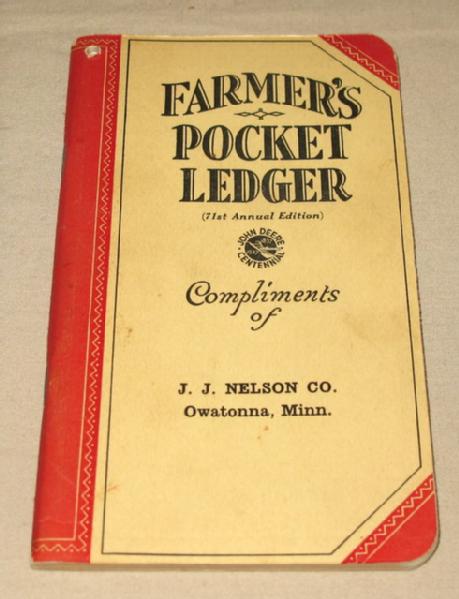 FARMER'S
POCKET
LEDGER
(71st Annual Edition)
JOHN DEERE
CENTENNIAL
Compliments
of
J. J. NELSON CO.
Owatonna, Minn.